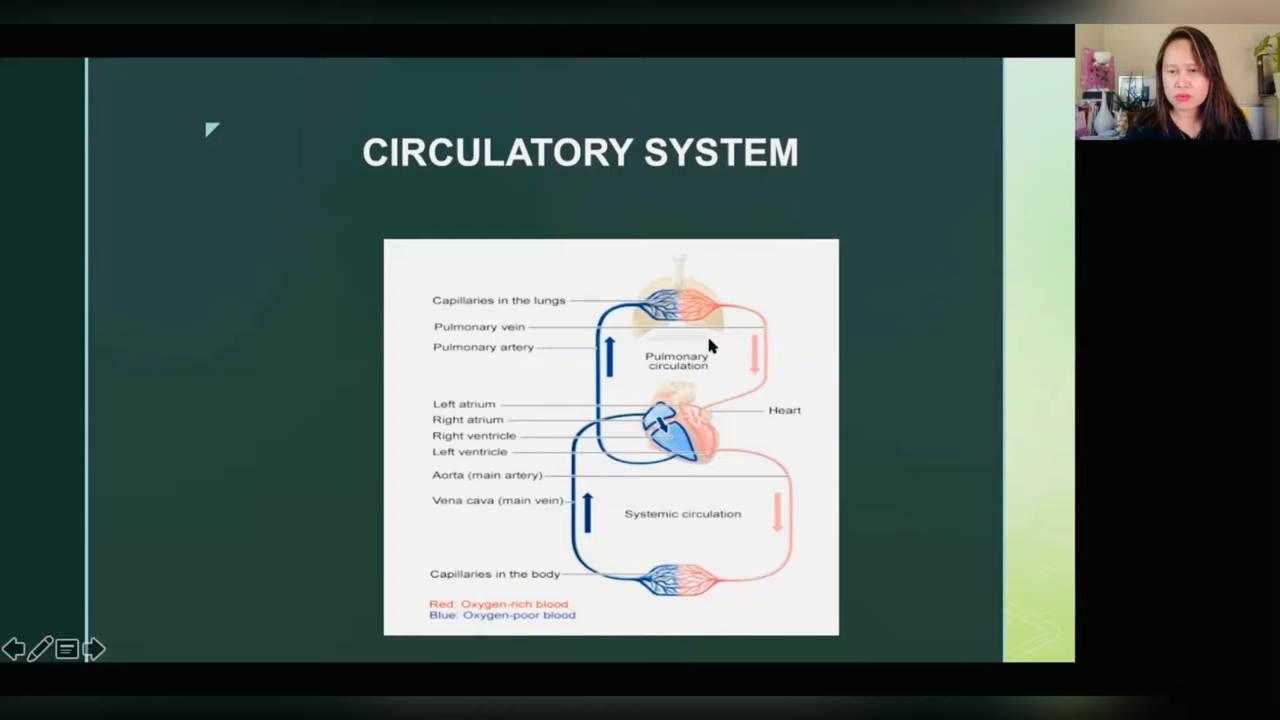 CIRCULATORY SYSTEM
Capillaries in the lungs
Pulmonary vein
Pulmonary artery
Pulmonary
circulation
Left atrium
Heart
Right atrium
Right ventricle
Left ventricle
Aorta (main artery)
Vena cava (main vein)
Systemic circulation
Capillaries in the body
Red: Oxygen-rich blood
Blue: Oxygen-poor blood